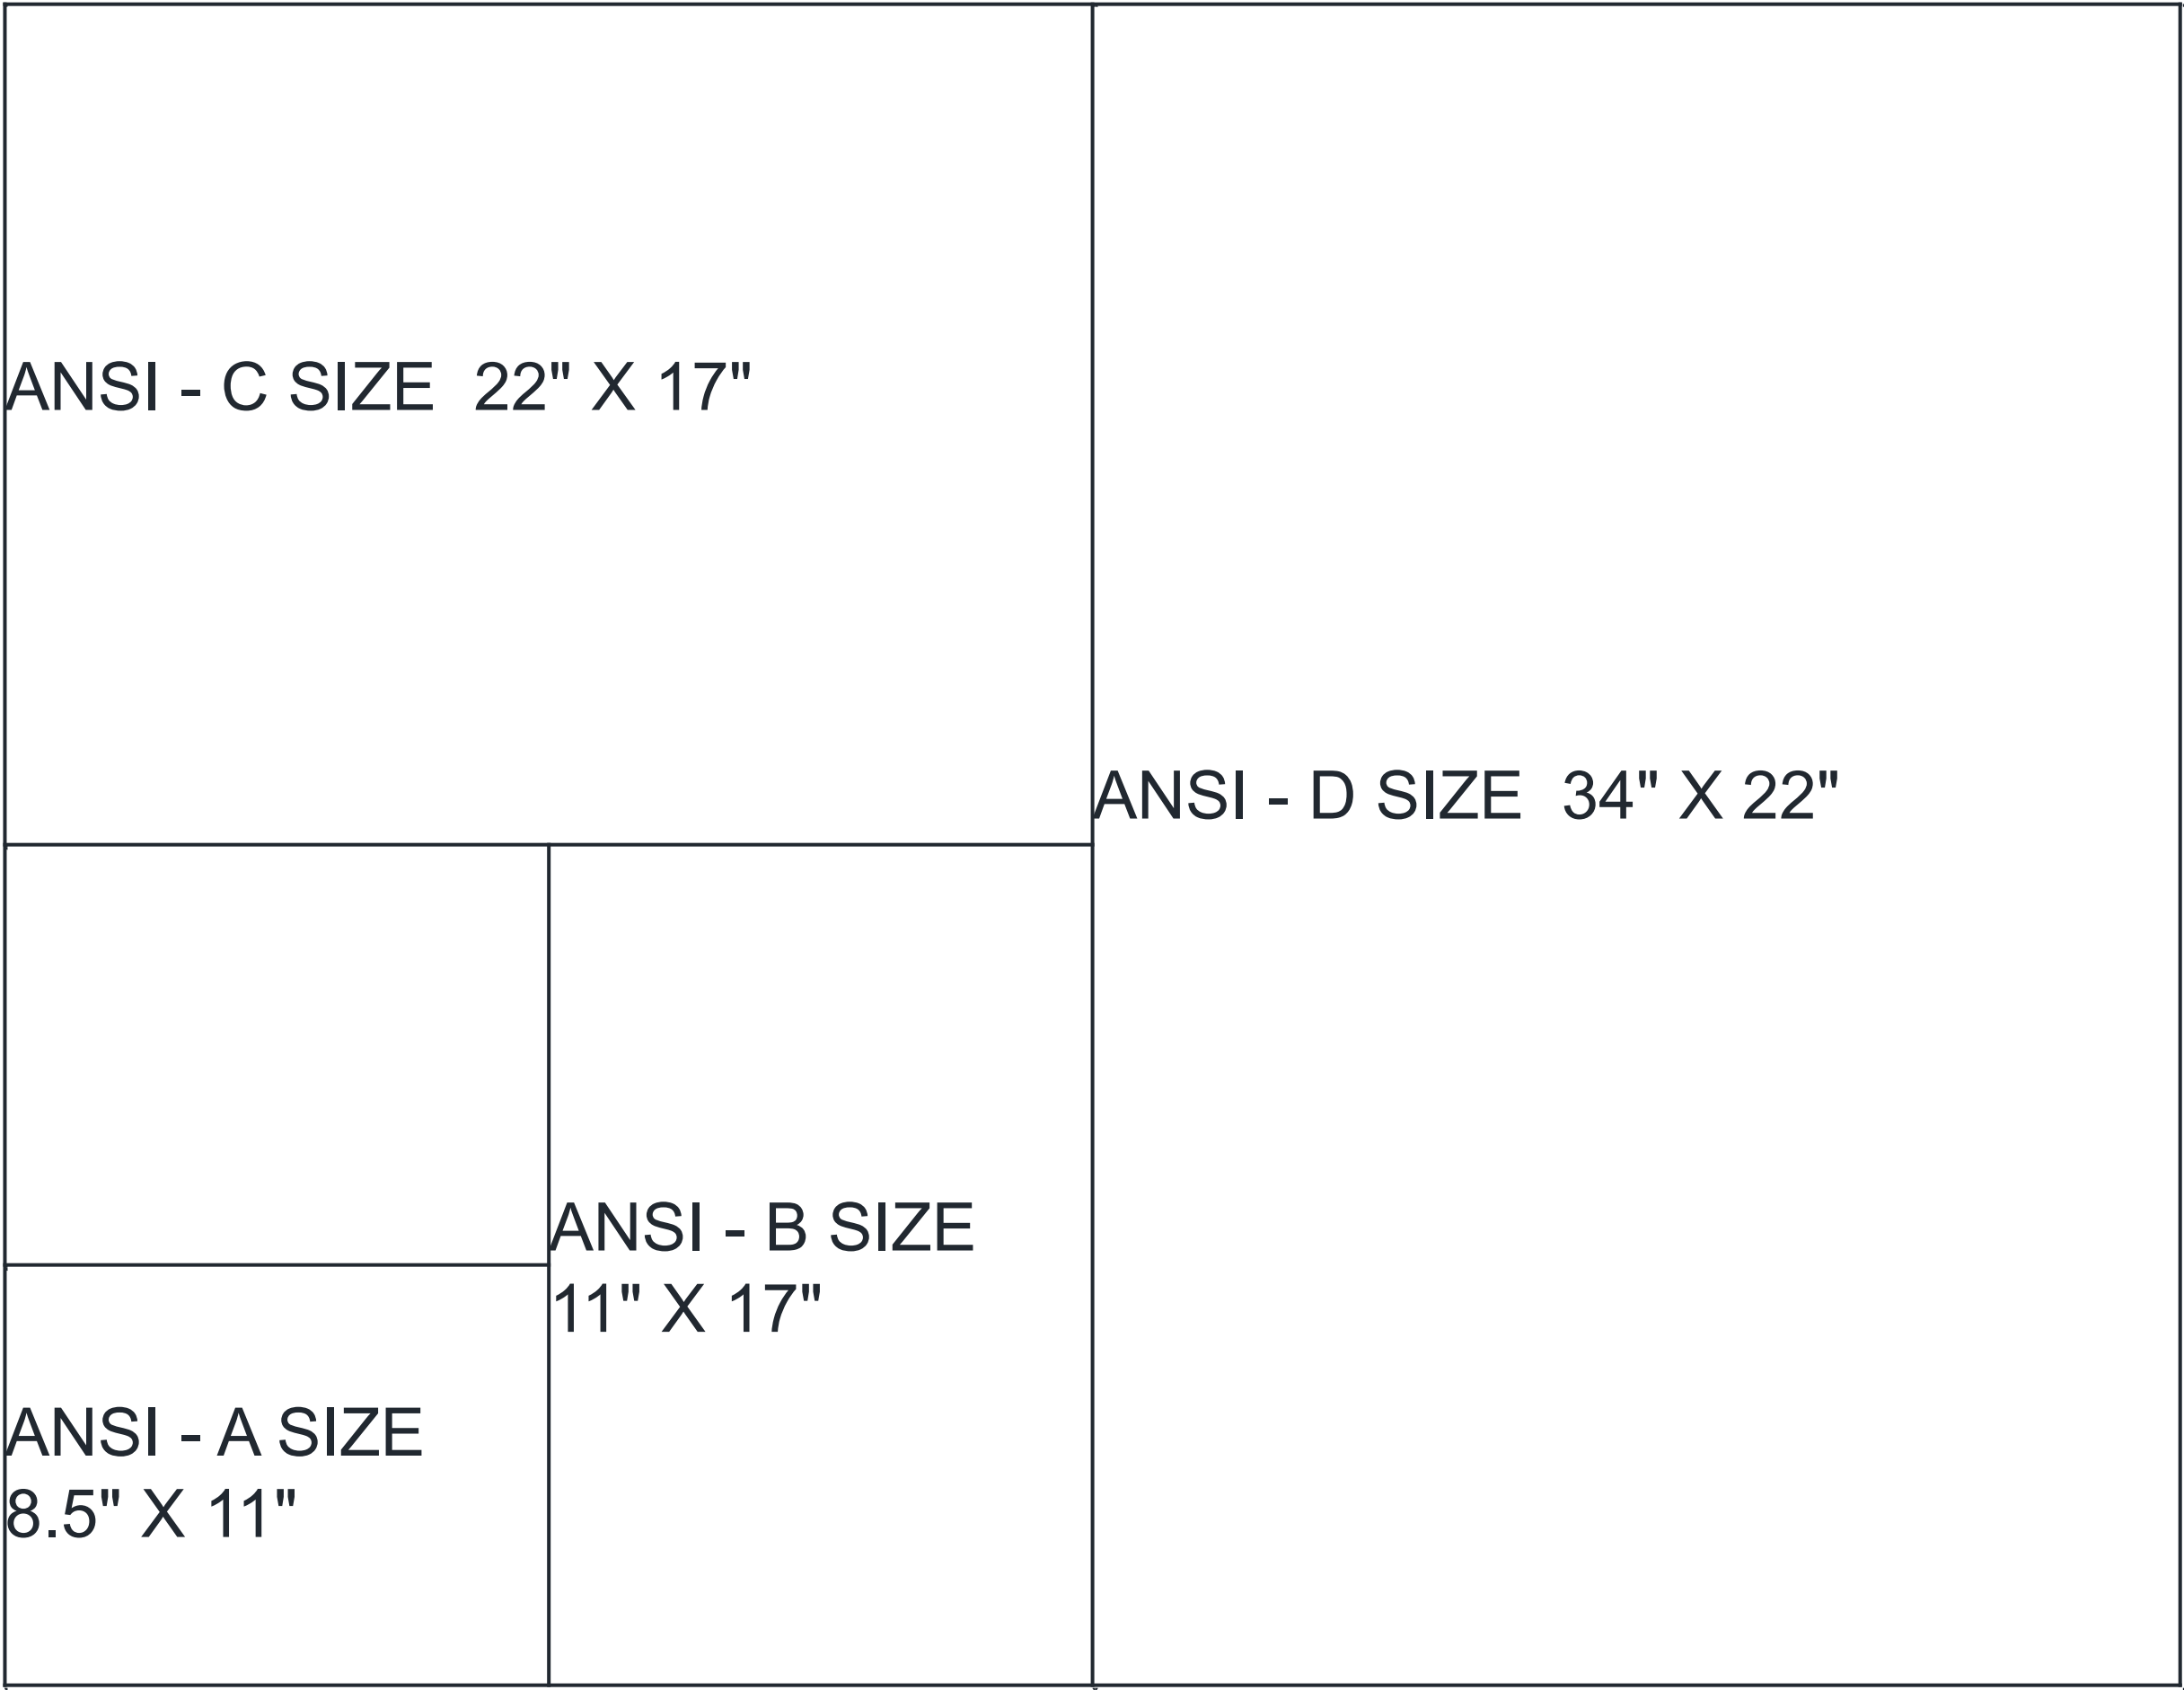 ANSI - C SIZE  22" X 17"
ANSI - D SIZE  34" X 22"
ANSI - B SIZE
11" X 17"
ANSI - A SIZE
8.5" X 11"